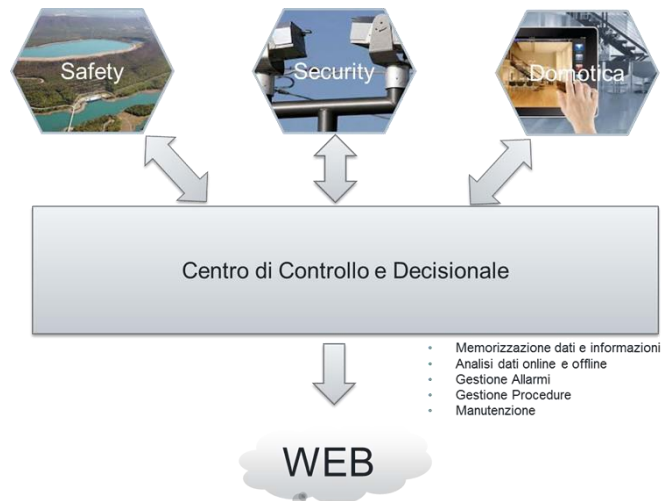 Safety
Security
Domotica
Centro di Controllo e Decisionale
• Memorizzazione dati e informazioni
• Analisi dati online e offline
• Gestione Allarmi
• Gestione Procedure
• Manutenzione
WEB